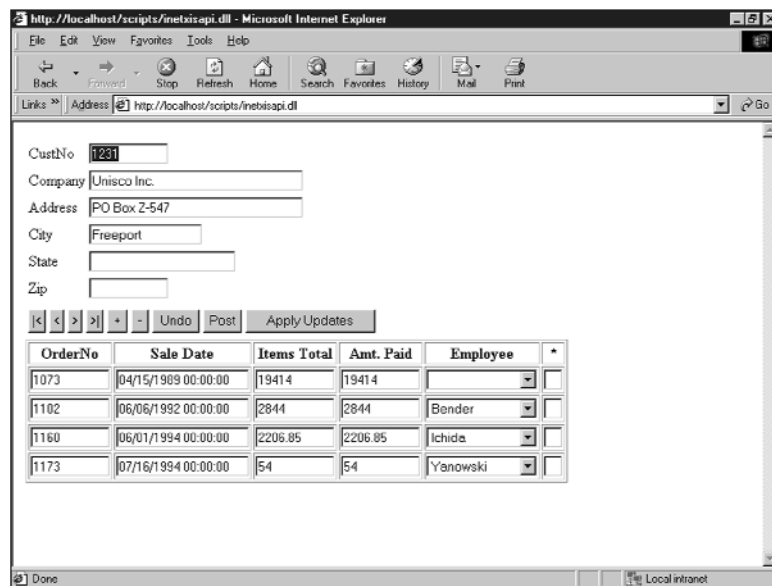 http://localhost/scripts/inetxisapi.dll - Microsoft Internet Explorer
File Edit View Favorites Tools Help
Back Forward Stop Refresh Home Search Favorites History Mail Print
Links » Address http://localhost/scripts/inetxisapi.dll Go
CustNo 1231
Company Unisco Inc.
Address PO Box Z-547
City Freeport
State
Zip
|< < > >| + - Undo Post Apply Updates
OrderNo Sale Date Items Total Amt. Paid Employee *
1073 04/15/1989 00:00:00 19414 19414
1102 06/06/1992 00:00:00 2844 2844 Bender
1160 06/01/1994 00:00:00 2206.85 2206.85 Ichida
1173 07/16/1994 00:00:00 54 54 Yanowski
Done Local intranet